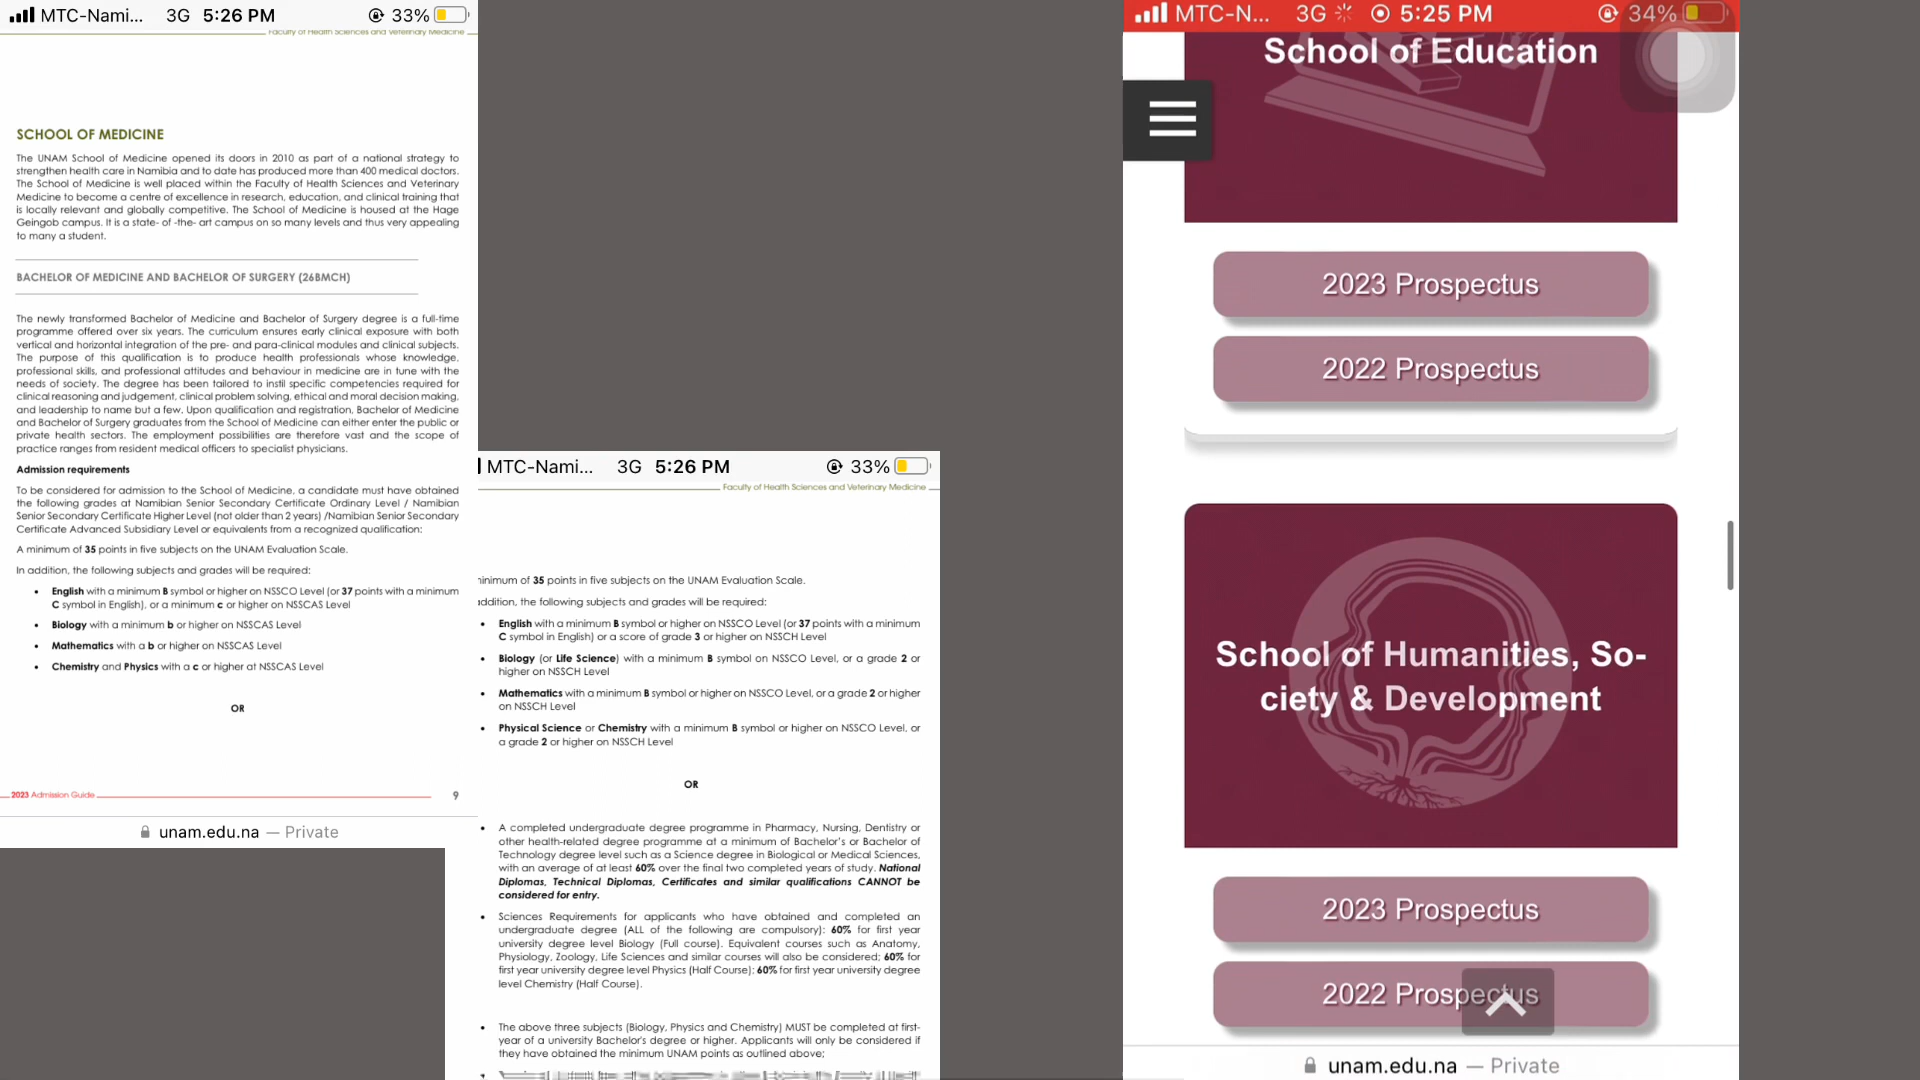 MTC-Nami... 3G 5:26 PM 33%
Faculty of Health Sciences and Veterinary Medicine
SCHOOL OF MEDICINE
The UNAM School of Medicine opened its doors in 2010 as part of a national strategy to
strengthen health care in Namibia and to date has produced more than 400 medical doctors.
The School of Medicine is well placed within the Faculty of Health Sciences and Veterinary
Medicine to become a centre of excellence in research, education, and clinical training that
is locally relevant and globally competitive. The School of Medicine is housed at the Hage
Geingob campus. It is a state- of -the- art campus on so many levels and thus very appealing
to many a student.
BACHELOR OF MEDICINE AND BACHELOR OF SURGERY (26BMCH)
The newly transformed Bachelor of Medicine and Bachelor of Surgery degree is a full-time
programme offered over six years. The curriculum ensures early clinical exposure with both
vertical and horizontal integration of the pre- and para-clinical modules and clinical subjects.
The purpose of this qualification is to produce health professionals whose knowledge,
professional skills, and professional attitudes and behaviour in medicine are in tune with the
needs of society. The degree has been tailored to instil specific competencies required for
clinical reasoning and judgement, clinical problem solving, ethical and moral decision making,
and leadership to name but a few. Upon qualification and registration, Bachelor of Medicine
and Bachelor of Surgery graduates from the School of Medicine can either enter the public or
private health sectors. The employment possibilities are therefore vast and the scope of
practice ranges from resident medical officers to specialist physicians.
Admission requirements
To be considered for admission to the School of Medicine, a candidate must have obtained
the following grades at Namibian Senior Secondary Certificate Ordinary Level / Namibian
Senior Secondary Certificate Higher Level (not older than 2 years) /Namibian Senior Secondary
Certificate Advanced Subsidiary Level or equivalents from a recognized qualification:
A minimum of 35 points in five subjects on the UNAM Evaluation Scale.
In addition, the following subjects and grades will be required:
• English with a minimum B symbol or higher on NSSCO Level (or 37 points with a minimum
C symbol in English), or a minimum c or higher on NSSCAS Level
• Biology with a minimum b or higher on NSSCAS Level
• Mathematics with a b or higher on NSSCAS Level
• Chemistry and Physics with a c or higher at NSSCAS Level
OR
2023 Admission Guide 9
unam.edu.na — Private
MTC-Nami... 3G 5:26 PM 33%
Faculty of Health Sciences and Veterinary Medicine
inimum of 35 points in five subjects on the UNAM Evaluation Scale.
addition, the following subjects and grades will be required:
• English with a minimum B symbol or higher on NSSCO Level (or 37 points with a minimum
C symbol in English) or a score of grade 3 or higher on NSSCH Level
• Biology (or Life Science) with a minimum B symbol on NSSCO Level, or a grade 2 or
higher on NSSCH Level
• Mathematics with a minimum B symbol or higher on NSSCO Level, or a grade 2 or higher
on NSSCH Level
• Physical Science or Chemistry with a minimum B symbol or higher on NSSCO Level, or
a grade 2 or higher on NSSCH Level
OR
• A completed undergraduate degree programme in Pharmacy, Nursing, Dentistry or
other health-related degree programme at a minimum of Bachelor's or Bachelor of
Technology degree level such as a Science degree in Biological or Medical Sciences,
with an average of at least 60% over the final two completed years of study. National
Diplomas, Technical Diplomas, Certificates and similar qualifications CANNOT be
considered for entry.
• Sciences Requirements for applicants who have obtained and completed an
undergraduate degree (ALL of the following are compulsory): 60% for first year
university degree level Biology (Full course). Equivalent courses such as Anatomy,
Physiology, Zoology, Life Sciences and similar courses will also be considered; 60% for
first year university degree level Physics (Half Course); 60% for first year university degree
level Chemistry (Half Course).
• The above three subjects (Biology, Physics and Chemistry) MUST be completed at first-
year of a university Bachelor's degree or higher. Applicants will only be considered if
they have obtained the minimum UNAM points as outlined above;
MTC-N... 3G 5:25 PM 34%
School of Education
2023 Prospectus
2022 Prospectus
School of Humanities, So-
ciety & Development
2023 Prospectus
2022 Prospectus
unam.edu.na — Private